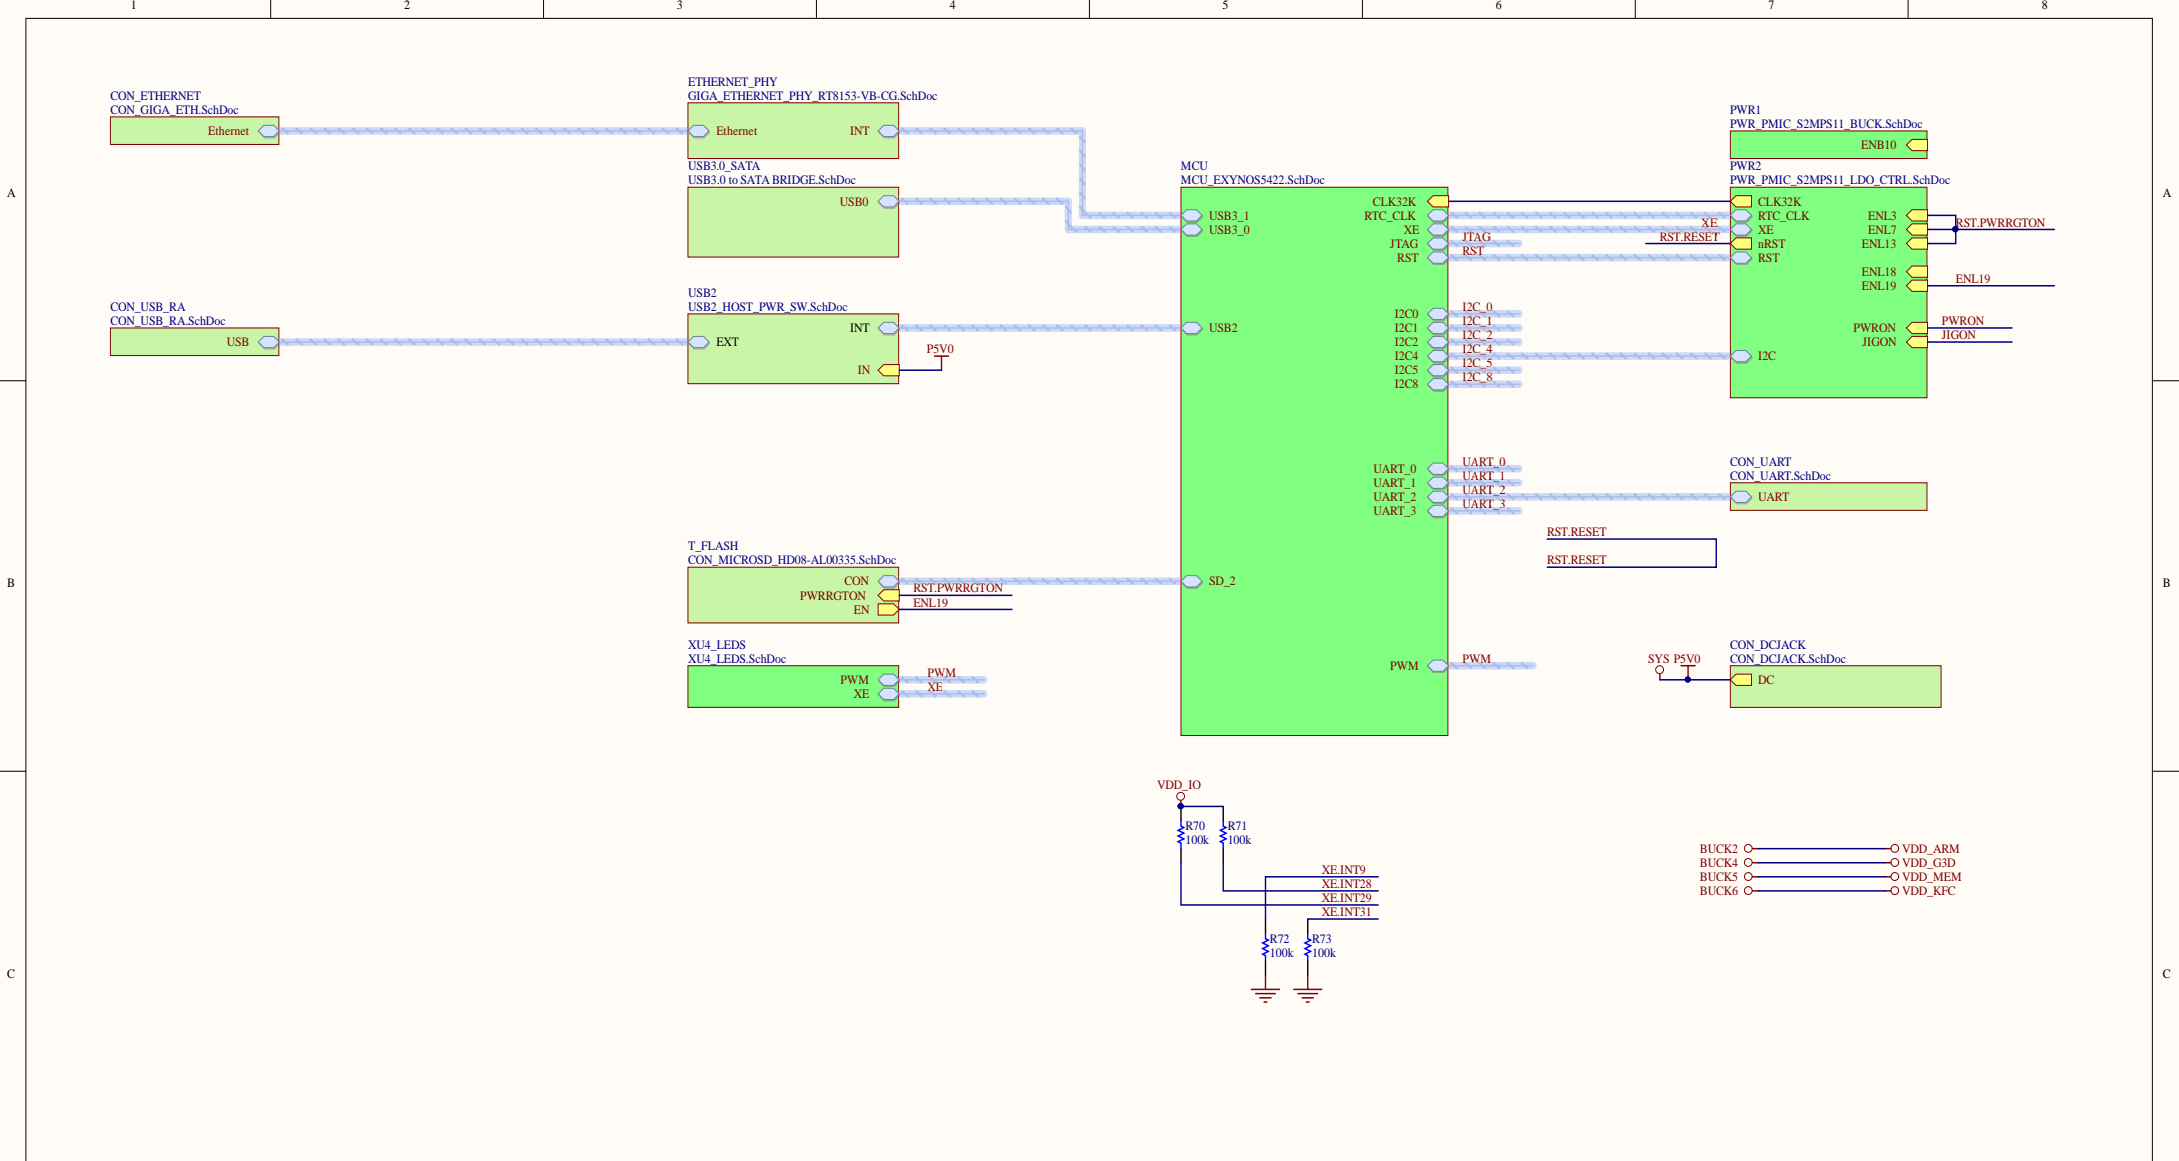 1 2 3 4 5 6 7 8
A
B
C
A
B
C
CON_ETHERNET
CON_GIGA_ETH.SchDoc
Ethernet
ETHERNET_PHY
GIGA_ETHERNET_PHY_RT8153-VB-CG.SchDoc
Ethernet INT
USB3.0_SATA
USB3.0 to SATA BRIDGE.SchDoc
USB0
CON_USB_RA
CON_USB_RA.SchDoc
USB
USB2
USB2_HOST_PWR_SW.SchDoc
INT
EXT
IN
P5V0
T_FLASH
CON_MICROSD_HD08-AL00335.SchDoc
CON
PWRRGTON RST.PWRRGTON
EN ENL19
XU4_LEDS
XU4_LEDS.SchDoc
PWM PWM
XE XE
MCU
MCU_EXYNOS5422.SchDoc
USB3_1
USB3_0
USB2
SD_2
CLK32K
RTC_CLK
XE
JTAG JTAG
RST RST
I2C0 I2C_0
I2C1 I2C_1
I2C2 I2C_2
I2C4 I2C_4
I2C5 I2C_5
I2C8 I2C_8
UART_0 UART_0
UART_1 UART_1
UART_2 UART_2
UART_3 UART_3
PWM PWM
PWR1
PWR_PMIC_S2MPS11_BUCK.SchDoc
ENB10
PWR2
PWR_PMIC_S2MPS11_LDO_CTRL.SchDoc
CLK32K
RTC_CLK
XE XE
RST.RESET nRST
RST
I2C
ENL3
ENL7
ENL13
RST.PWRRGTON
ENL18
ENL19 ENL19
PWRON PWRON
JIGON JIGON
CON_UART
CON_UART.SchDoc
UART
RST.RESET
RST.RESET
CON_DCJACK
CON_DCJACK.SchDoc
SYS P5V0
DC
VDD_IO
R70
100k
R71
100k
XE.INT9
XE.INT28
XE.INT29
XE.INT31
R72
100k
R73
100k
BUCK2 VDD_ARM
BUCK4 VDD_G3D
BUCK5 VDD_MEM
BUCK6 VDD_KFC